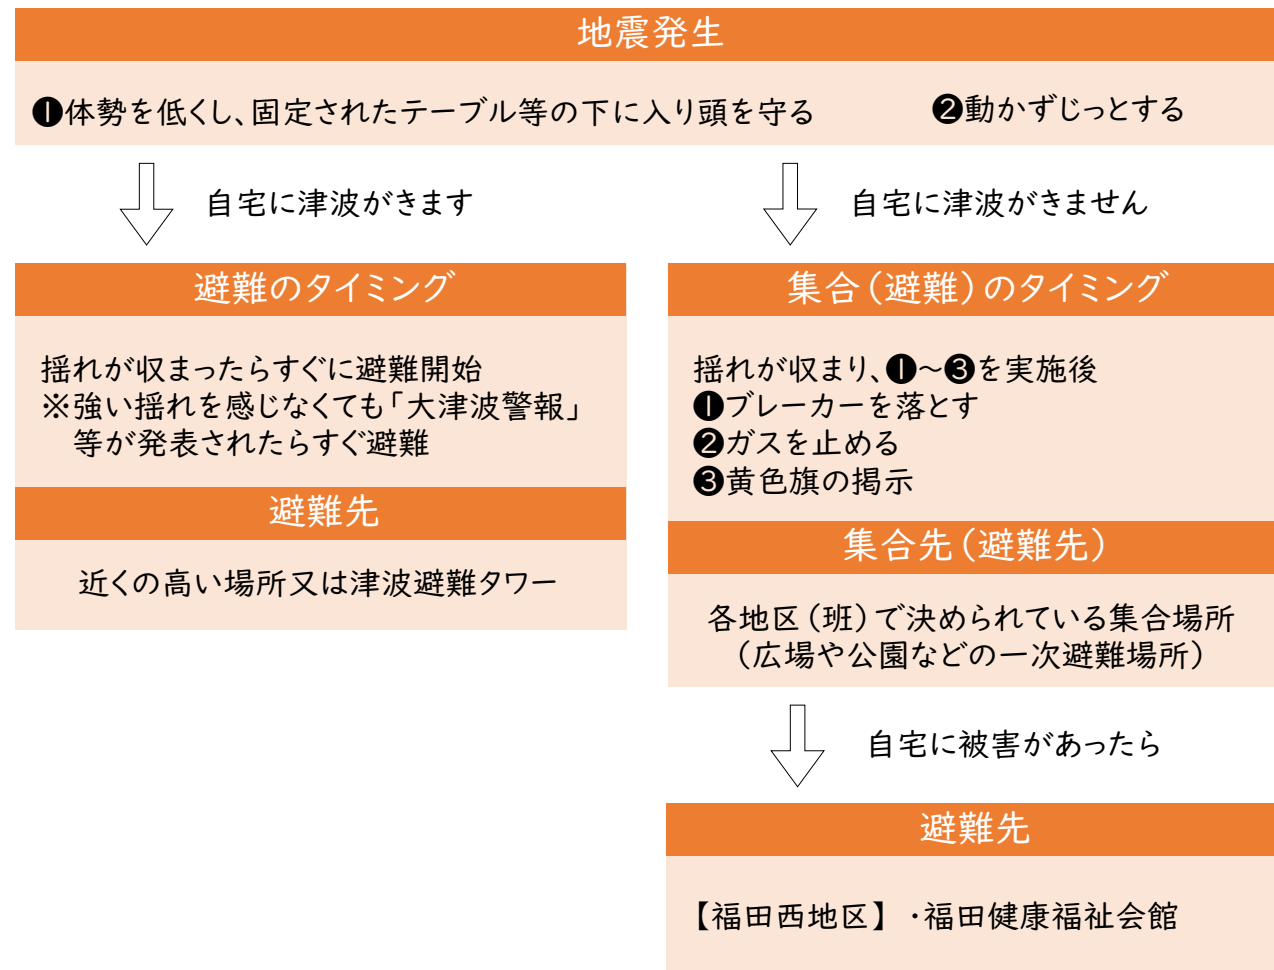 地震発生
❶体勢を低くし、固定されたテーブル等の下に入り頭を守る
❷動かずじっとする
自宅に津波がきます
避難のタイミング
揺れが収まったらすぐに避難開始
※強い揺れを感じなくても「大津波警報」
等が発表されたらすぐ避難
避難先
近くの高い場所又は津波避難タワー
自宅に津波がきません
集合(避難)のタイミング
揺れが収まり、❶～❸を実施後
❶ブレーカーを落とす
❷ガスを止める
❸黄色旗の掲示
集合先(避難先)
各地区(班)で決められている集合場所
(広場や公園などの一次避難場所)
自宅に被害があったら
避難先
【福田西地区】・福田健康福祉会館